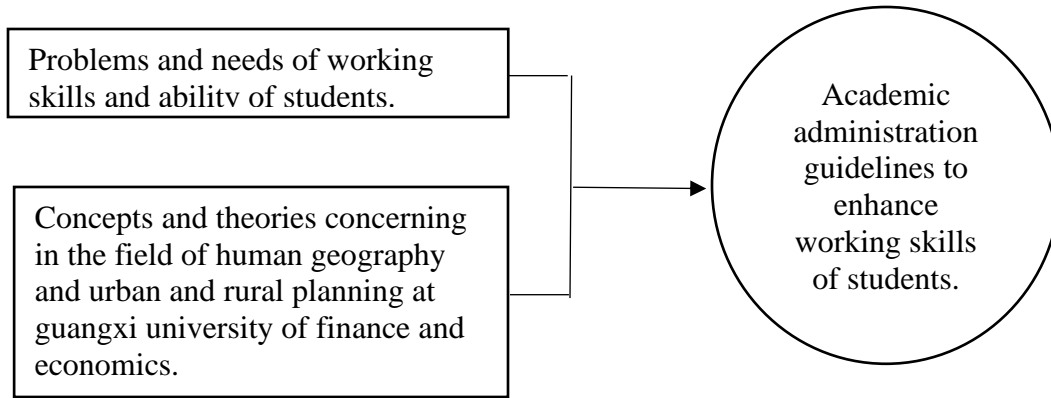 Problems and needs of working
skills and ability of students.
Concepts and theories concerning
in the field of human geography
and urban and rural planning at
guangxi university of finance and
economics.
Academic
administration
guidelines to
enhance
working skills
of students.